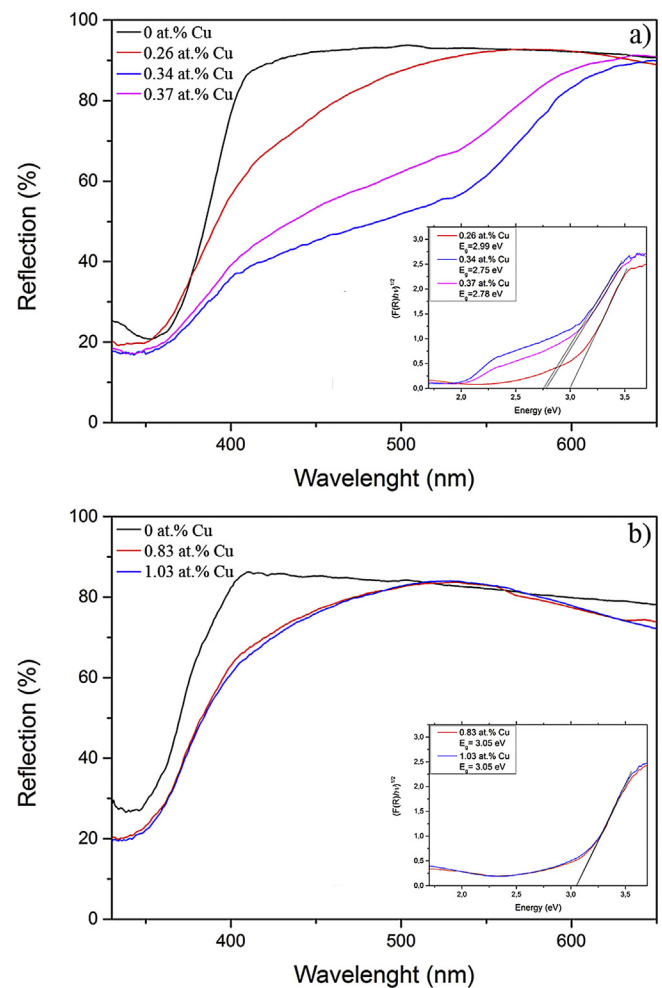 a)
0 at.% Cu
0.26 at.% Cu
0.34 at.% Cu
0.37 at.% Cu
Reflection (%)
100
80
60
40
20
0
400
500
600
Wavelenght (nm)
0.26 at.% Cu
Eg=2.99 eV
0.34 at.% Cu
Eg=2.75 eV
0.37 at.% Cu
Eg=2.78 eV
(F(R)hν)1/2
3,0
2,5
2,0
1,5
1,0
0,5
0,0
2,0
2,5
3,0
3,5
Energy (eV)
b)
0 at.% Cu
0.83 at.% Cu
1.03 at.% Cu
Reflection (%)
100
80
60
40
20
0
400
500
600
Wavelenght (nm)
0.83 at.% Cu
Eg= 3.05 eV
1.03 at.% Cu
Eg= 3.05 eV
(F(R)hν)1/2
3,0
2,5
2,0
1,5
1,0
0,5
0,0
2,0
2,5
3,0
3,5
Energy (eV)